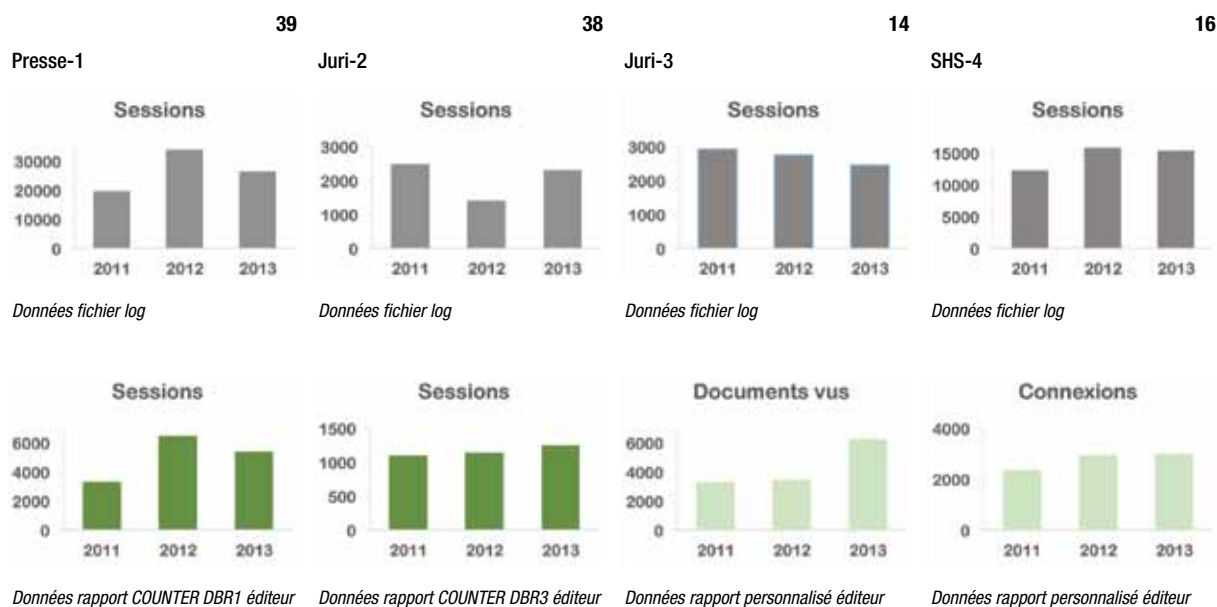 39 38 14 16
Presse-1 Juri-2 Juri-3 SHS-4
Sessions Sessions Sessions Sessions
30000
20000
10000
0
2011 2012 2013
3000
2000
1000
0
2011 2012 2013
3000
2000
1000
0
2011 2012 2013
15000
10000
5000
0
2011 2012 2013
Données fichier log Données fichier log Données fichier log Données fichier log
Sessions Sessions Documents vus Connexions
6000
4000
2000
0
2011 2012 2013
1500
1000
500
0
2011 2012 2013
6000
4000
2000
0
2011 2012 2013
4000
2000
0
2011 2012 2013
Données rapport COUNTER DBR1 éditeur Données rapport COUNTER DBR3 éditeur Données rapport personnalisé éditeur Données rapport personnalisé éditeur